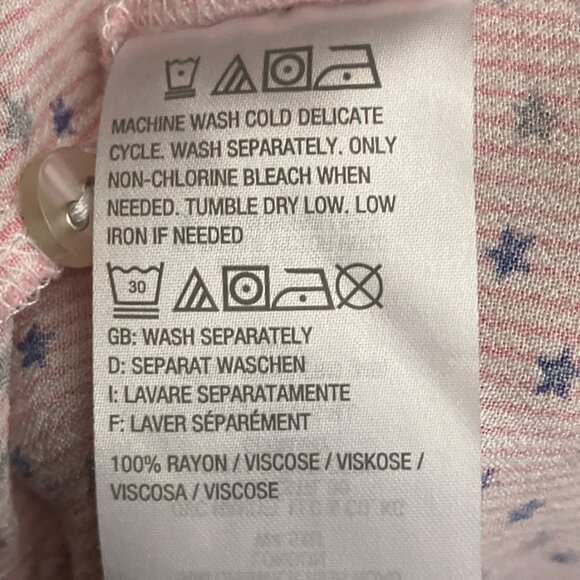 MACHINE WASH COLD DELICATE
CYCLE. WASH SEPARATELY. ONLY
NON-CHLORINE BLEACH WHEN
NEEDED. TUMBLE DRY LOW. LOW
IRON IF NEEDED
30
GB: WASH SEPARATELY
D: SEPARAT WASCHEN
I: LAVARE SEPARATAMENTE
F: LAVER SÉPARÉMENT
100% RAYON / VISCOSE / VISKOSE /
VISCOSA / VISCOSE